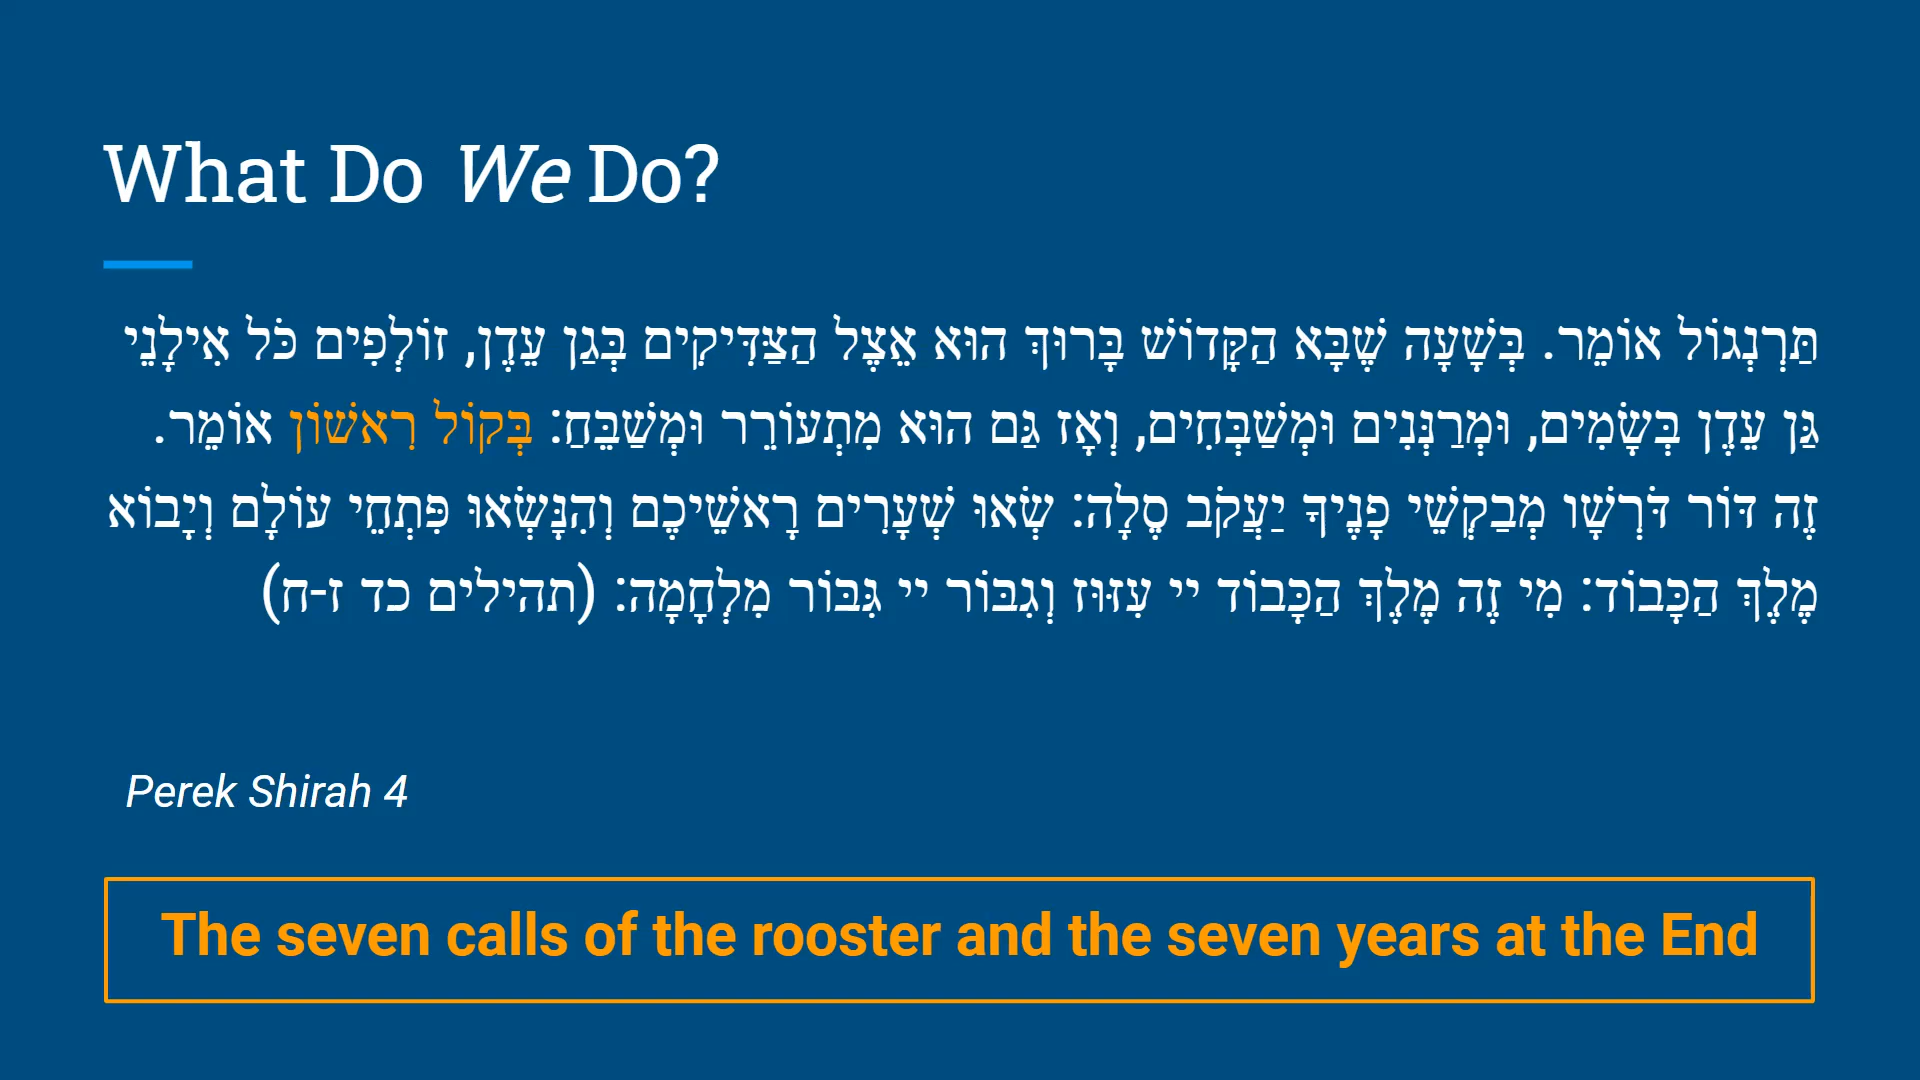 What Do We Do?
תַּרְנְגוֹל אוֹמֵר. בְּשָׁעָה שֶׁבָּא הַקָּדוֹשׁ בָּרוּךְ הוּא אֵצֶל הַצַּדִּיקִים בְּגַן עֵדֶן, זוֹלְפִים כֹּל אִילָנֵי
גַּן עֵדֶן בְּשָׂמִים, וּמְרַנְּנִים וּמְשַׁבְּחִים, וְאָז גַּם הוּא מִתְעוֹרֵר וּמְשַׁבֵּחַ: בְּקוֹל רִאשׁוֹן אוֹמֵר.
זֶה דּוֹר דֹּרְשָׁו מְבַקְשֵׁי פָנֶיךָ יַעֲקֹב סֶלָה: שְׂאוּ שְׁעָרִים רָאשֵׁיכֶם וְהִנָּשְׂאוּ פִּתְחֵי עוֹלָם וְיָבוֹא
מֶלֶךְ הַכָּבוֹד: מִי זֶה מֶלֶךְ הַכָּבוֹד יי עִזּוּז וְגִבּוֹר יי גִּבּוֹר מִלְחָמָה: (תהילים כד ז-ח)
Perek Shirah 4
The seven calls of the rooster and the seven years at the End